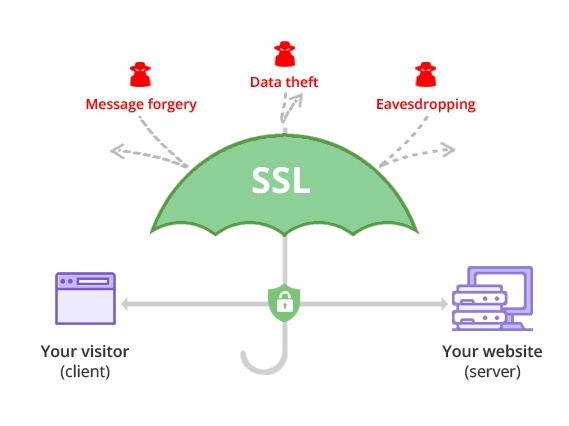 Data theft
Message forgery
Eavesdropping
SSL
Your visitor
(client)
Your website
(server)